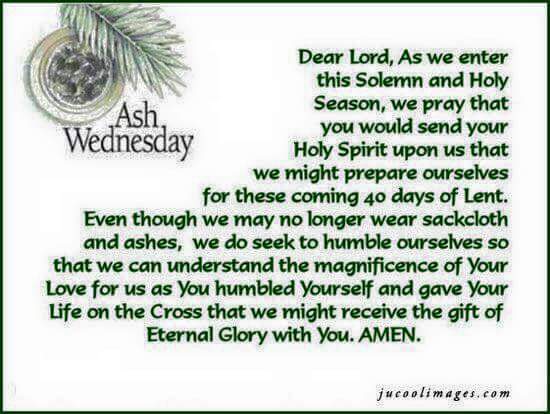 Ash
Wednesday
Dear Lord, As we enter
this Solemn and Holy
Season, we pray that
you would send your
Holy Spirit upon us that
we might prepare ourselves
for these coming 40 days of Lent.
Even though we may no longer wear sackcloth
and ashes, we do seek to humble ourselves so
that we can understand the magnificence of Your
Love for us as You humbled Yourself and gave Your
Life on the Cross that we might receive the gift of
Eternal Glory with You. AMEN.
jucoolimages.com